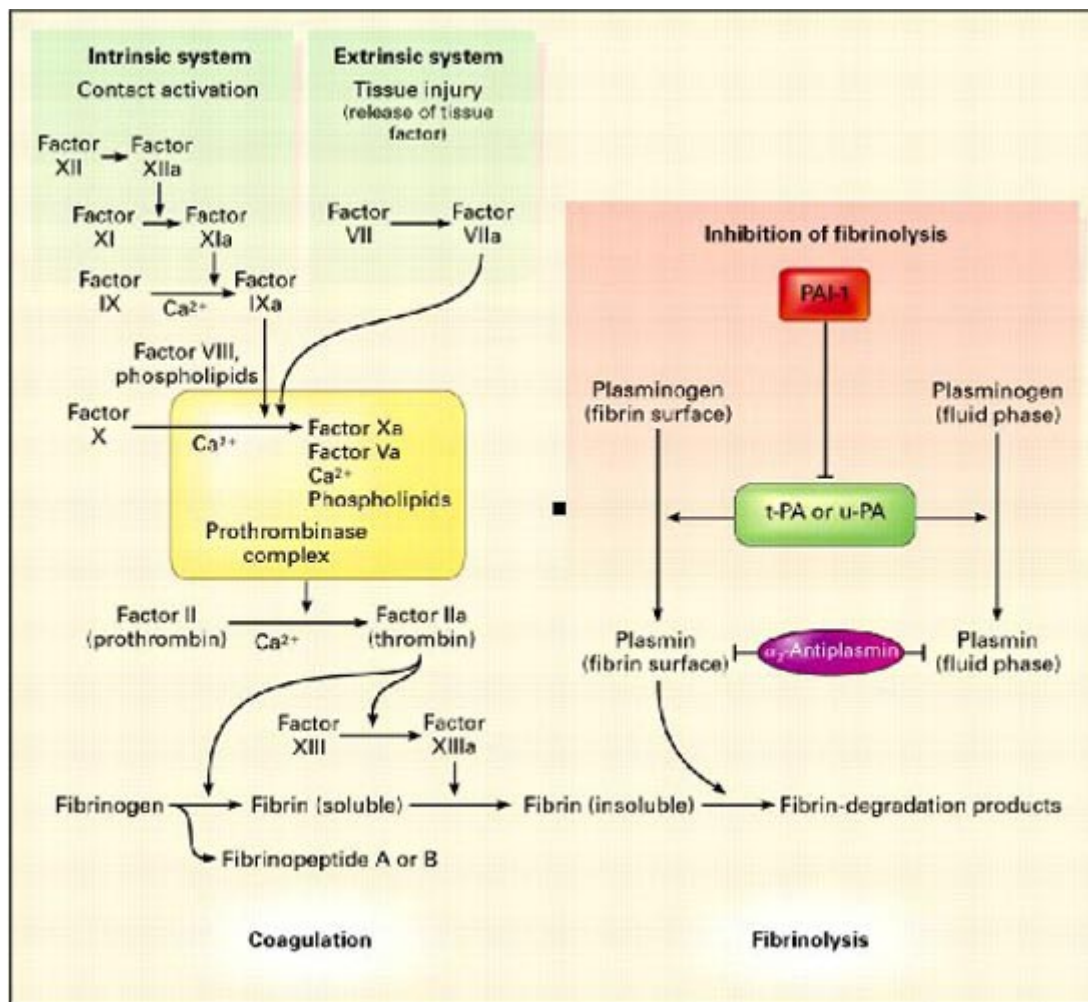 Intrinsic system
Contact activation
Extrinsic system
Tissue injury
(release of tissue
factor)
Factor
XII
Factor
XIIa
Factor
XI
Factor
XIa
Factor
VII
Factor
VIIa
Factor
IX
Ca²⁺
Factor
IXa
Factor VIII,
phospholipids
Factor
X
Ca²⁺
Factor Xa
Factor Va
Ca²⁺
Phospholipids
Prothrombinase
complex
Factor II
(prothrombin)
Ca²⁺
Factor IIa
(thrombin)
Factor
XIII
Factor
XIIIa
Fibrinogen
Fibrin (soluble)
Fibrin (insoluble)
Fibrin-degradation products
Fibrinopeptide A or B
Coagulation
Inhibition of fibrinolysis
PAI-1
Plasminogen
(fibrin surface)
Plasminogen
(fluid phase)
t-PA or u-PA
Plasmin
(fibrin surface)
α₂-Antiplasmin
Plasmin
(fluid phase)
Fibrinolysis